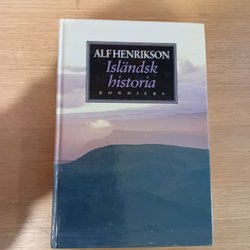 ALF HENRIKSON
Isländsk
historia
BONNIERS